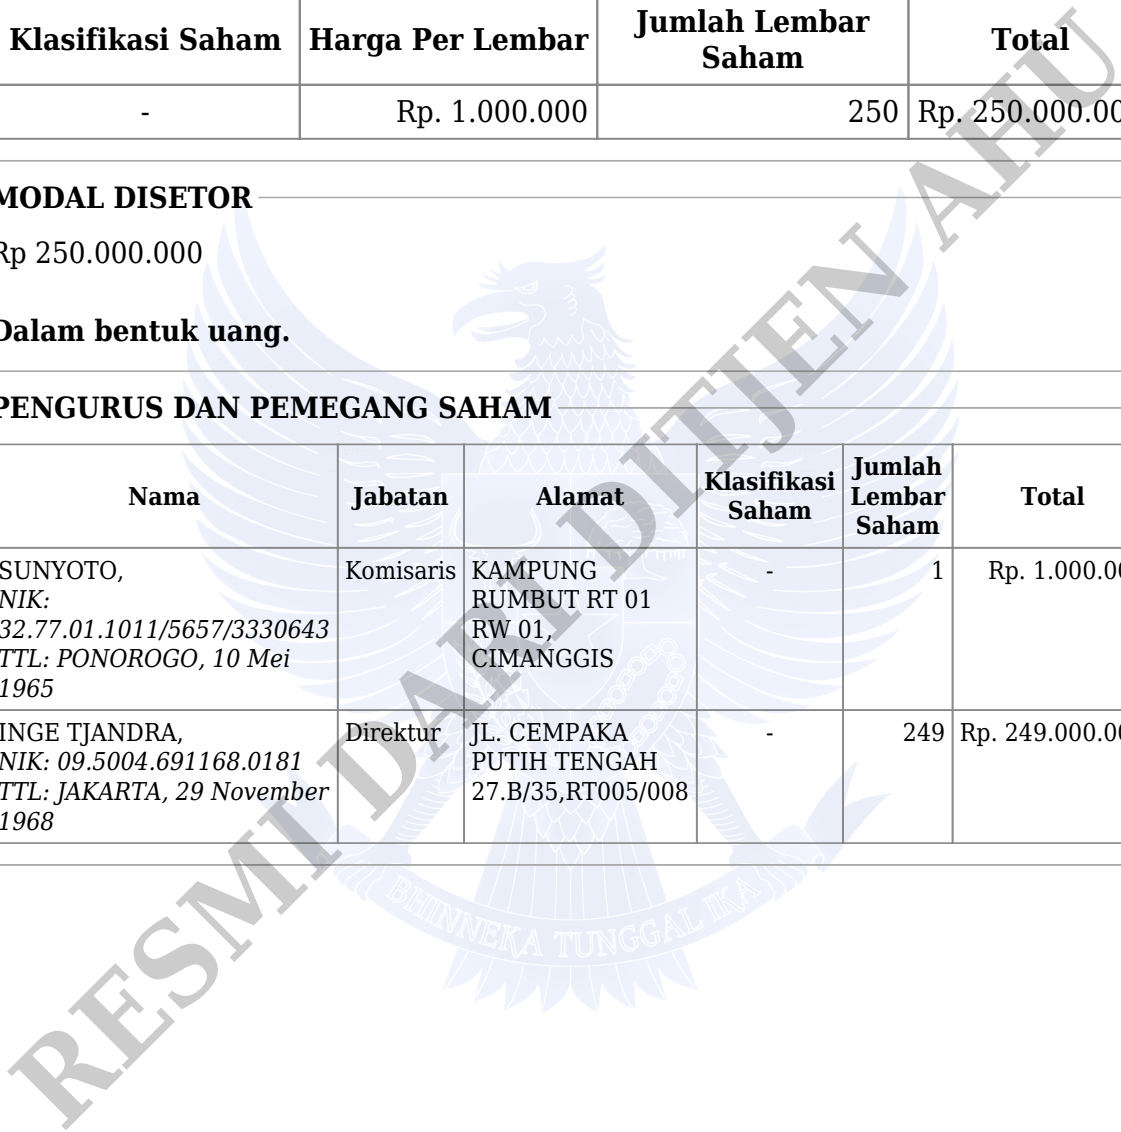 Klasifikasi Saham Harga Per Lembar Jumlah Lembar Saham Total
- Rp. 1.000.000 250 Rp. 250.000.00
MODAL DISETOR
Rp 250.000.000
Dalam bentuk uang.
PENGURUS DAN PEMEGANG SAHAM
Nama Jabatan Alamat Klasifikasi Saham Jumlah Lembar Saham Total
SUNYOTO, Komisaris KAMPUNG - 1 Rp. 1.000.00
NIK: RUMBUT RT 01
32.77.01.1011/5657/3330643 RW 01,
TTL: PONOROGO, 10 Mei CIMANGGIS
1965
INGE TJANDRA, Direktur JL. CEMPAKA - 249 Rp. 249.000.00
NIK: 09.5004.691168.0181 PUTIH TENGAH
TTL: JAKARTA, 29 November 27.B/35,RT005/008
1968
BHINNEKA TUNGGAL IKA
RESMI DARI DITJEN AHU